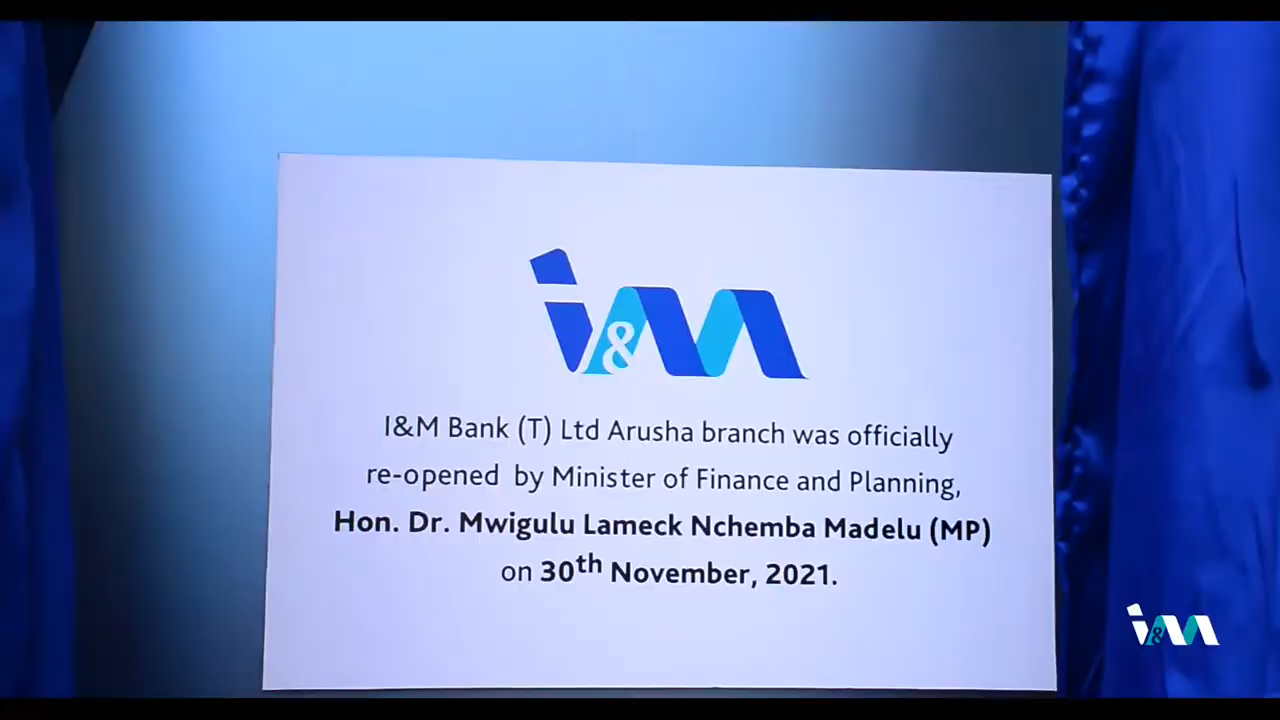 i&M
I&M Bank (T) Ltd Arusha branch was officially
re-opened by Minister of Finance and Planning,
Hon. Dr. Mwigulu Lameck Nchemba Madelu (MP)
on 30th November, 2021.
i&M